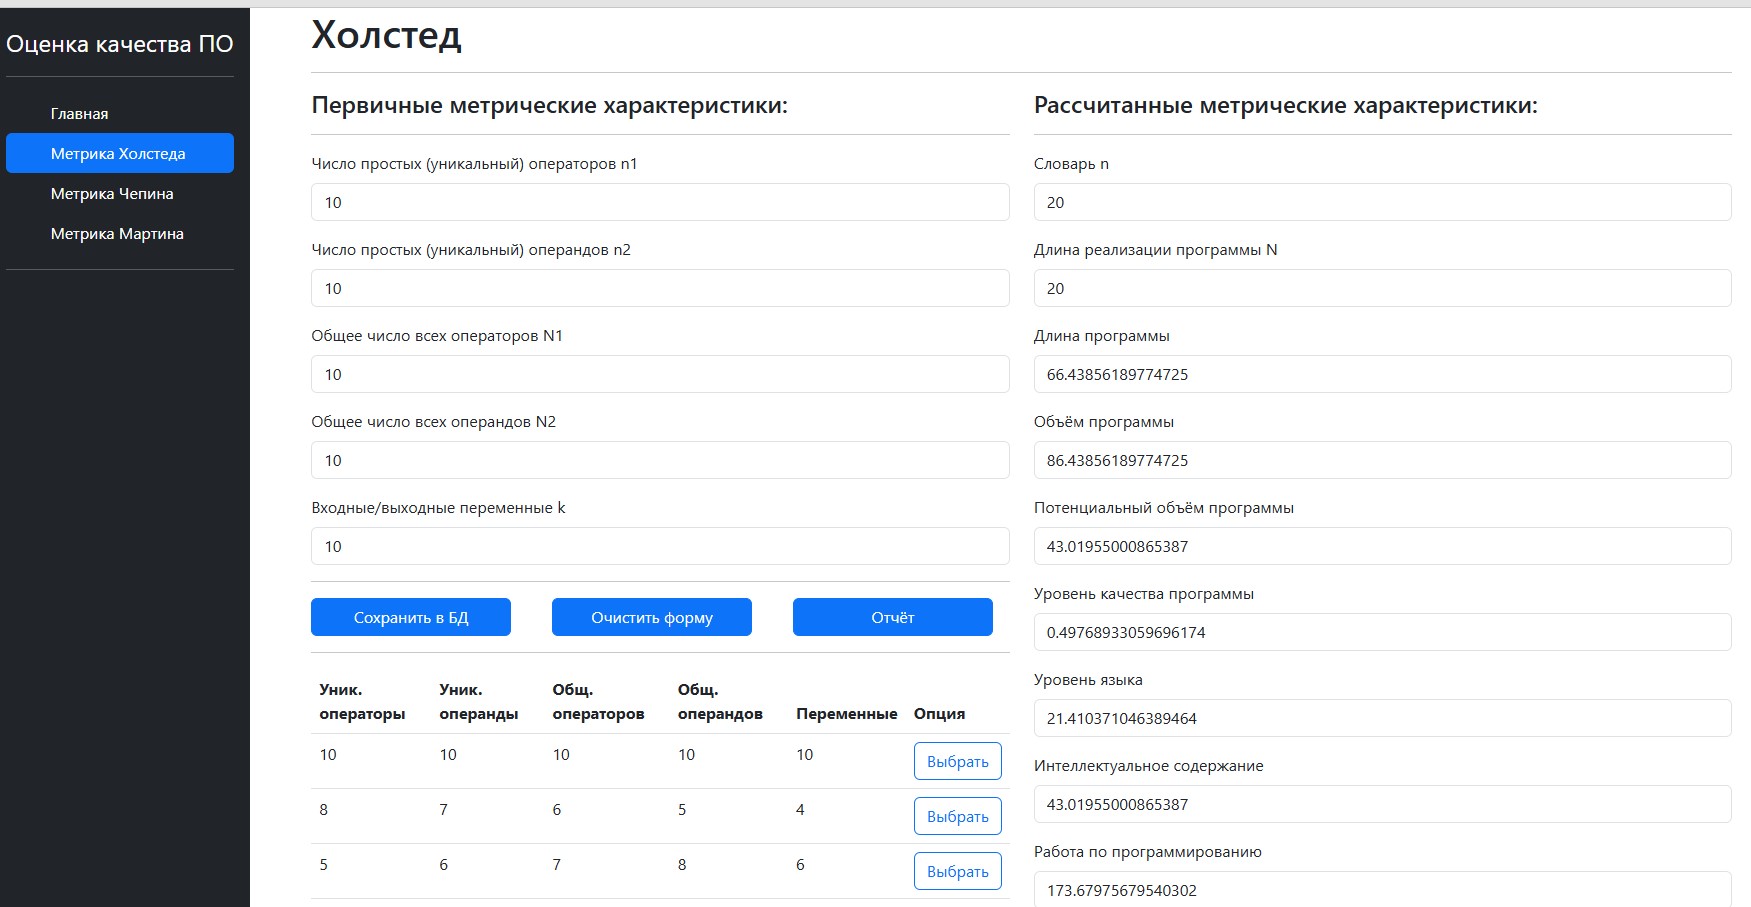 Оценка качества ПО
Главная
Метрика Холстеда
Метрика Чепина
Метрика Мартина
Холстед
Первичные метрические характеристики:
Число простых (уникальный) операторов n1
10
Число простых (уникальный) операндов n2
10
Общее число всех операторов N1
10
Общее число всех операндов N2
10
Входные/выходные переменные k
10
Сохранить в БД
Очистить форму
Отчёт
Уник. операторы Уник. операнды Общ. операторов Общ. операндов Переменные Опция
10 10 10 10 10 Выбрать
8 7 6 5 4 Выбрать
5 6 7 8 6 Выбрать
Рассчитанные метрические характеристики:
Словарь n
20
Длина реализации программы N
20
Длина программы
66.43856189774725
Объём программы
86.43856189774725
Потенциальный объём программы
43.01955000865387
Уровень качества программы
0.49768933059696174
Уровень языка
21.410371046389464
Интеллектуальное содержание
43.01955000865387
Работа по программированию
173.67975679540302